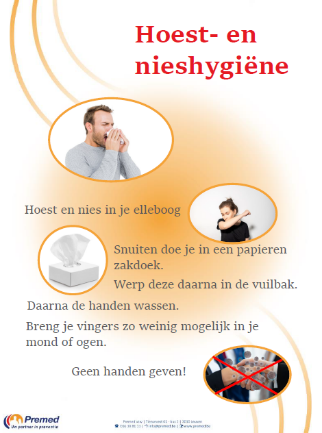 Hoest- en
nieshygiëne
Hoest en nies in je elleboog
Snuiten doe je in een papieren
zakdoek.
Werp deze daarna in de vuilbak.
Daarna de handen wassen.
Breng je vingers zo weinig mogelijk in je
mond of ogen.
Geen handen geven!
Premed